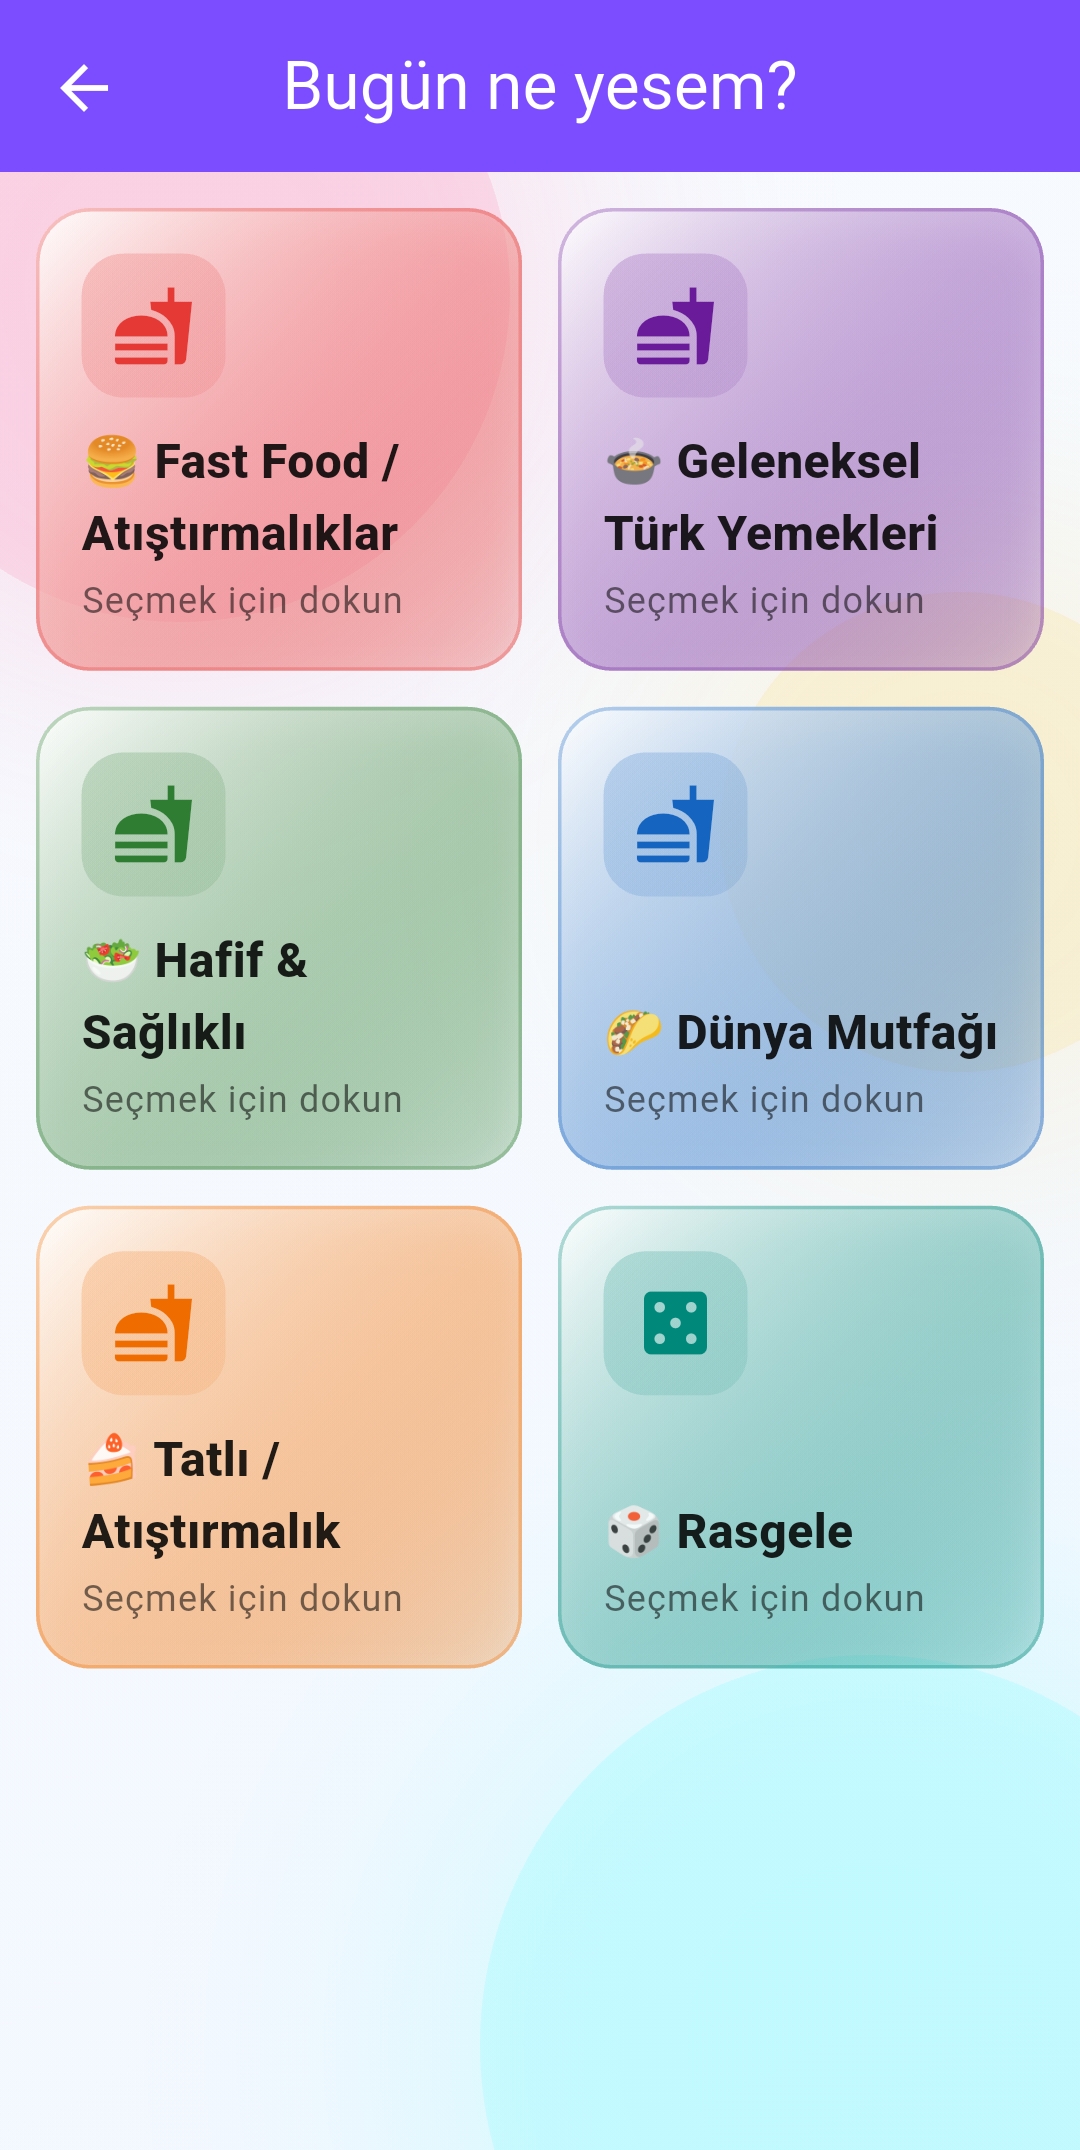 Bugün ne yesem?
🍔 Fast Food /
Atıştırmalıklar
Seçmek için dokun
🍲 Geleneksel
Türk Yemekleri
Seçmek için dokun
🥗 Hafif &
Sağlıklı
Seçmek için dokun
🌮 Dünya Mutfağı
Seçmek için dokun
🍰 Tatlı /
Atıştırmalık
Seçmek için dokun
🎲 Rasgele
Seçmek için dokun